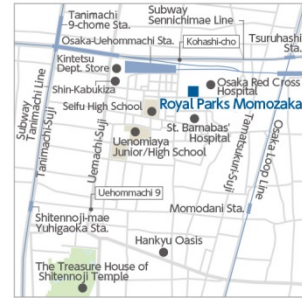 Tanimachi
9-chome Sta.
Subway
Sennichimae Line
Osaka-Uehommachi Sta.
Kohashi-cho
Tsuruhashi
Sta.
Kintetsu
Dept. Store
Shin-Kabukiza
Osaka Red Cross
Hospital
Royal Parks Momozaka
Seifu High School
St. Barnabas'
Hospital
Uenomiya
Junior/High School
Subway
Tanimachi Line
Tanimachi-Suji
Uemachi-Suji
Tamatsukuri-Suji
Osaka Loop Line
Uehommachi 9
Momodani Sta.
Shitennoji-mae
Yuhigaoka Sta.
Hankyu Oasis
The Treasure House of
Shitennoji Temple